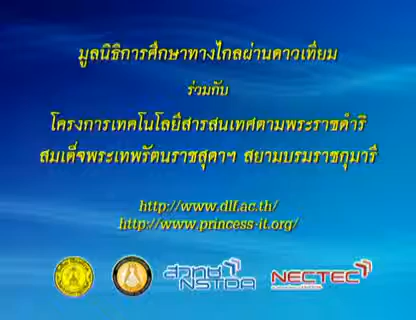 มูลนิธิการศึกษาทางไกลผ่านดาวเทียม
ร่วมกับ
โครงการเทคโนโลยีสารสนเทศตามพระราชดำริ
สมเด็จพระเทพรัตนราชสุดาฯ สยามบรมราชกุมารี
http://www.dlf.ac.th/
http://www.princess-it.org/
สวทช
NSTDA
NECTEC